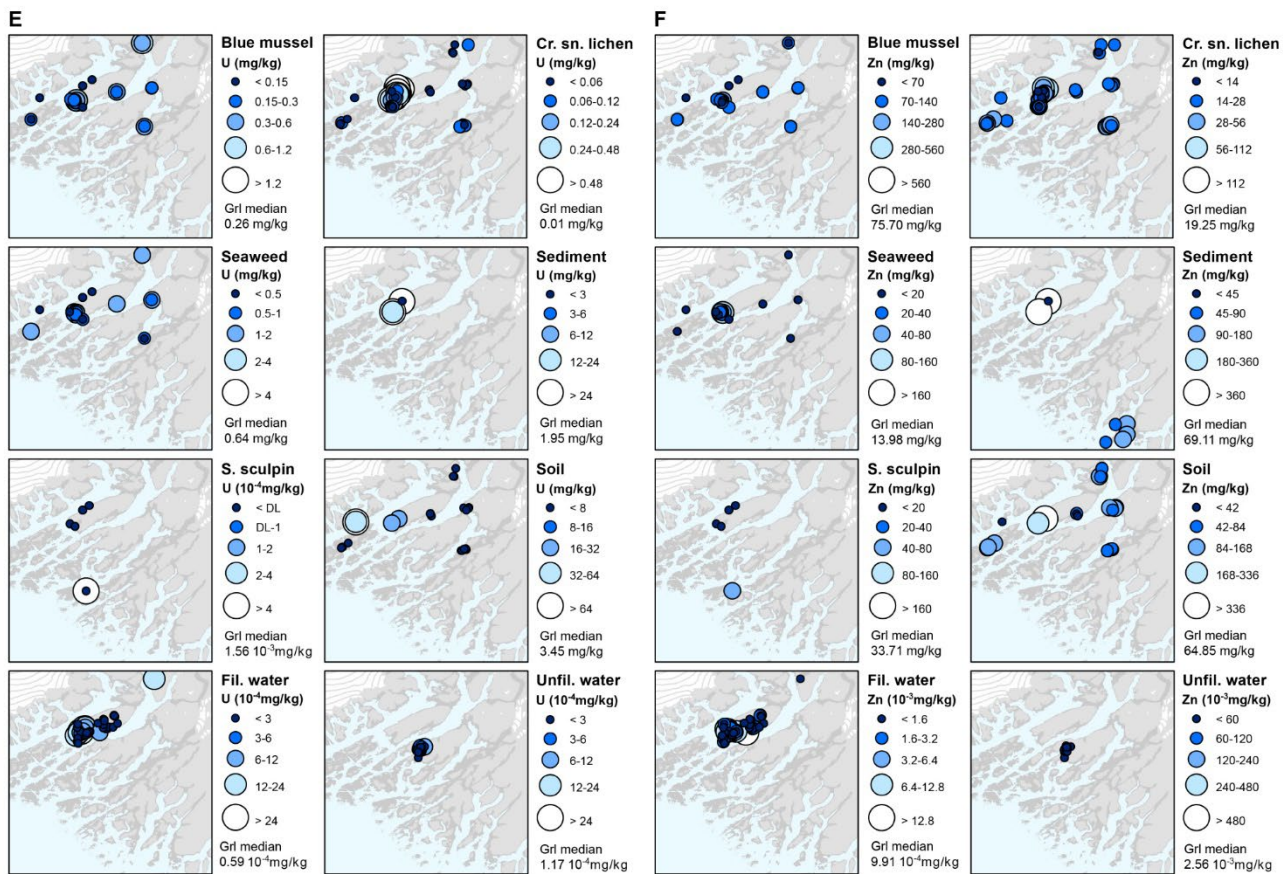 E
Blue mussel
U (mg/kg)
< 0.15
0.15-0.3
0.3-0.6
0.6-1.2
> 1.2
Grl median
0.26 mg/kg
Cr. sn. lichen
U (mg/kg)
< 0.06
0.06-0.12
0.12-0.24
0.24-0.48
> 0.48
Grl median
0.01 mg/kg
Seaweed
U (mg/kg)
< 0.5
0.5-1
1-2
2-4
> 4
Grl median
0.64 mg/kg
Sediment
U (mg/kg)
< 3
3-6
6-12
12-24
> 24
Grl median
1.95 mg/kg
S. sculpin
U (10⁻⁴mg/kg)
< DL
DL-1
1-2
2-4
> 4
Grl median
1.56 10⁻³mg/kg
Soil
U (mg/kg)
< 8
8-16
16-32
32-64
> 64
Grl median
3.45 mg/kg
Fil. water
U (10⁻⁴mg/kg)
< 3
3-6
6-12
12-24
> 24
Grl median
0.59 10⁻⁴mg/kg
Unfil. water
U (10⁻⁴mg/kg)
< 3
3-6
6-12
12-24
> 24
Grl median
1.17 10⁻⁴mg/kg
F
Blue mussel
Zn (mg/kg)
< 70
70-140
140-280
280-560
> 560
Grl median
75.70 mg/kg
Cr. sn. lichen
Zn (mg/kg)
< 14
14-28
28-56
56-112
> 112
Grl median
19.25 mg/kg
Seaweed
Zn (mg/kg)
< 20
20-40
40-80
80-160
> 160
Grl median
13.98 mg/kg
Sediment
Zn (mg/kg)
< 45
45-90
90-180
180-360
> 360
Grl median
69.11 mg/kg
S. sculpin
Zn (mg/kg)
< 20
20-40
40-80
80-160
> 160
Grl median
33.71 mg/kg
Soil
Zn (mg/kg)
< 42
42-84
84-168
168-336
> 336
Grl median
64.85 mg/kg
Fil. water
Zn (10⁻³mg/kg)
< 1.6
1.6-3.2
3.2-6.4
6.4-12.8
> 12.8
Grl median
9.91 10⁻⁴mg/kg
Unfil. water
Zn (10⁻³mg/kg)
< 60
60-120
120-240
240-480
> 480
Grl median
2.56 10⁻³mg/kg